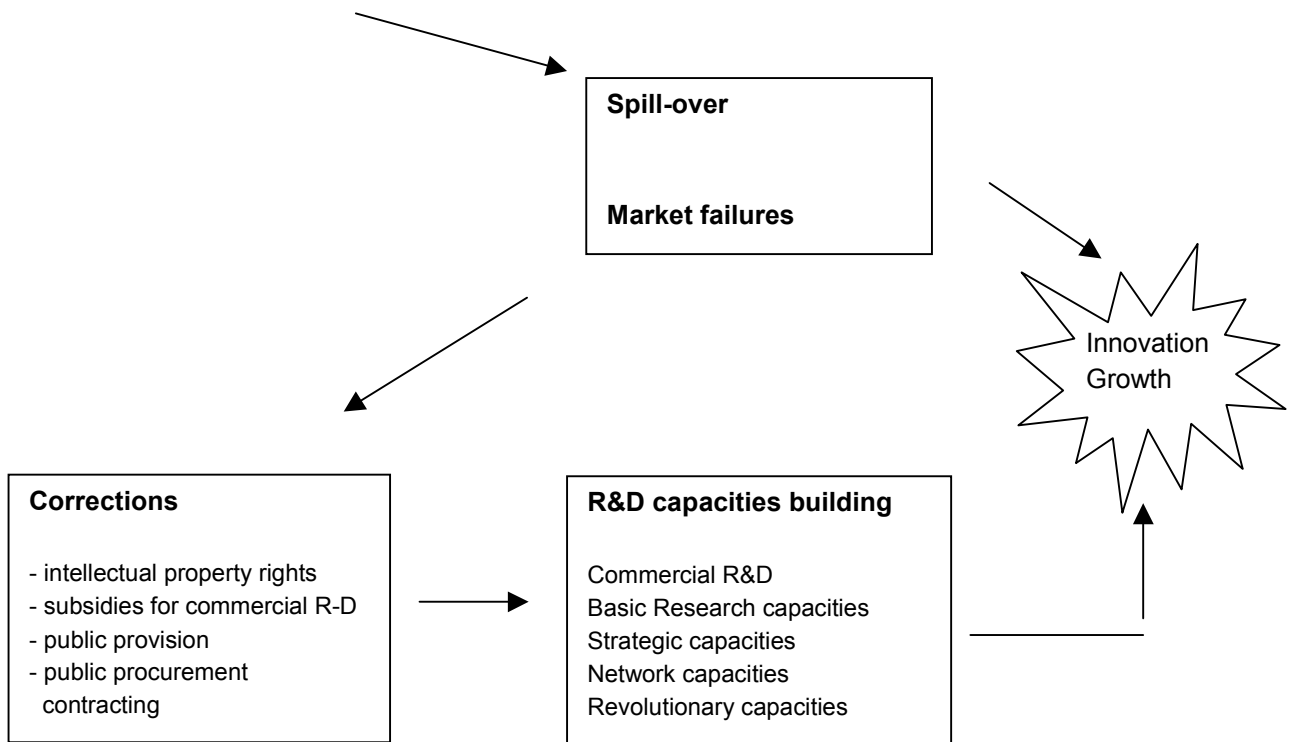 Spill-over
Market failures
Innovation
Growth
Corrections
- intellectual property rights
- subsidies for commercial R-D
- public provision
- public procurement
contracting
R&D capacities building
Commercial R&D
Basic Research capacities
Strategic capacities
Network capacities
Revolutionary capacities